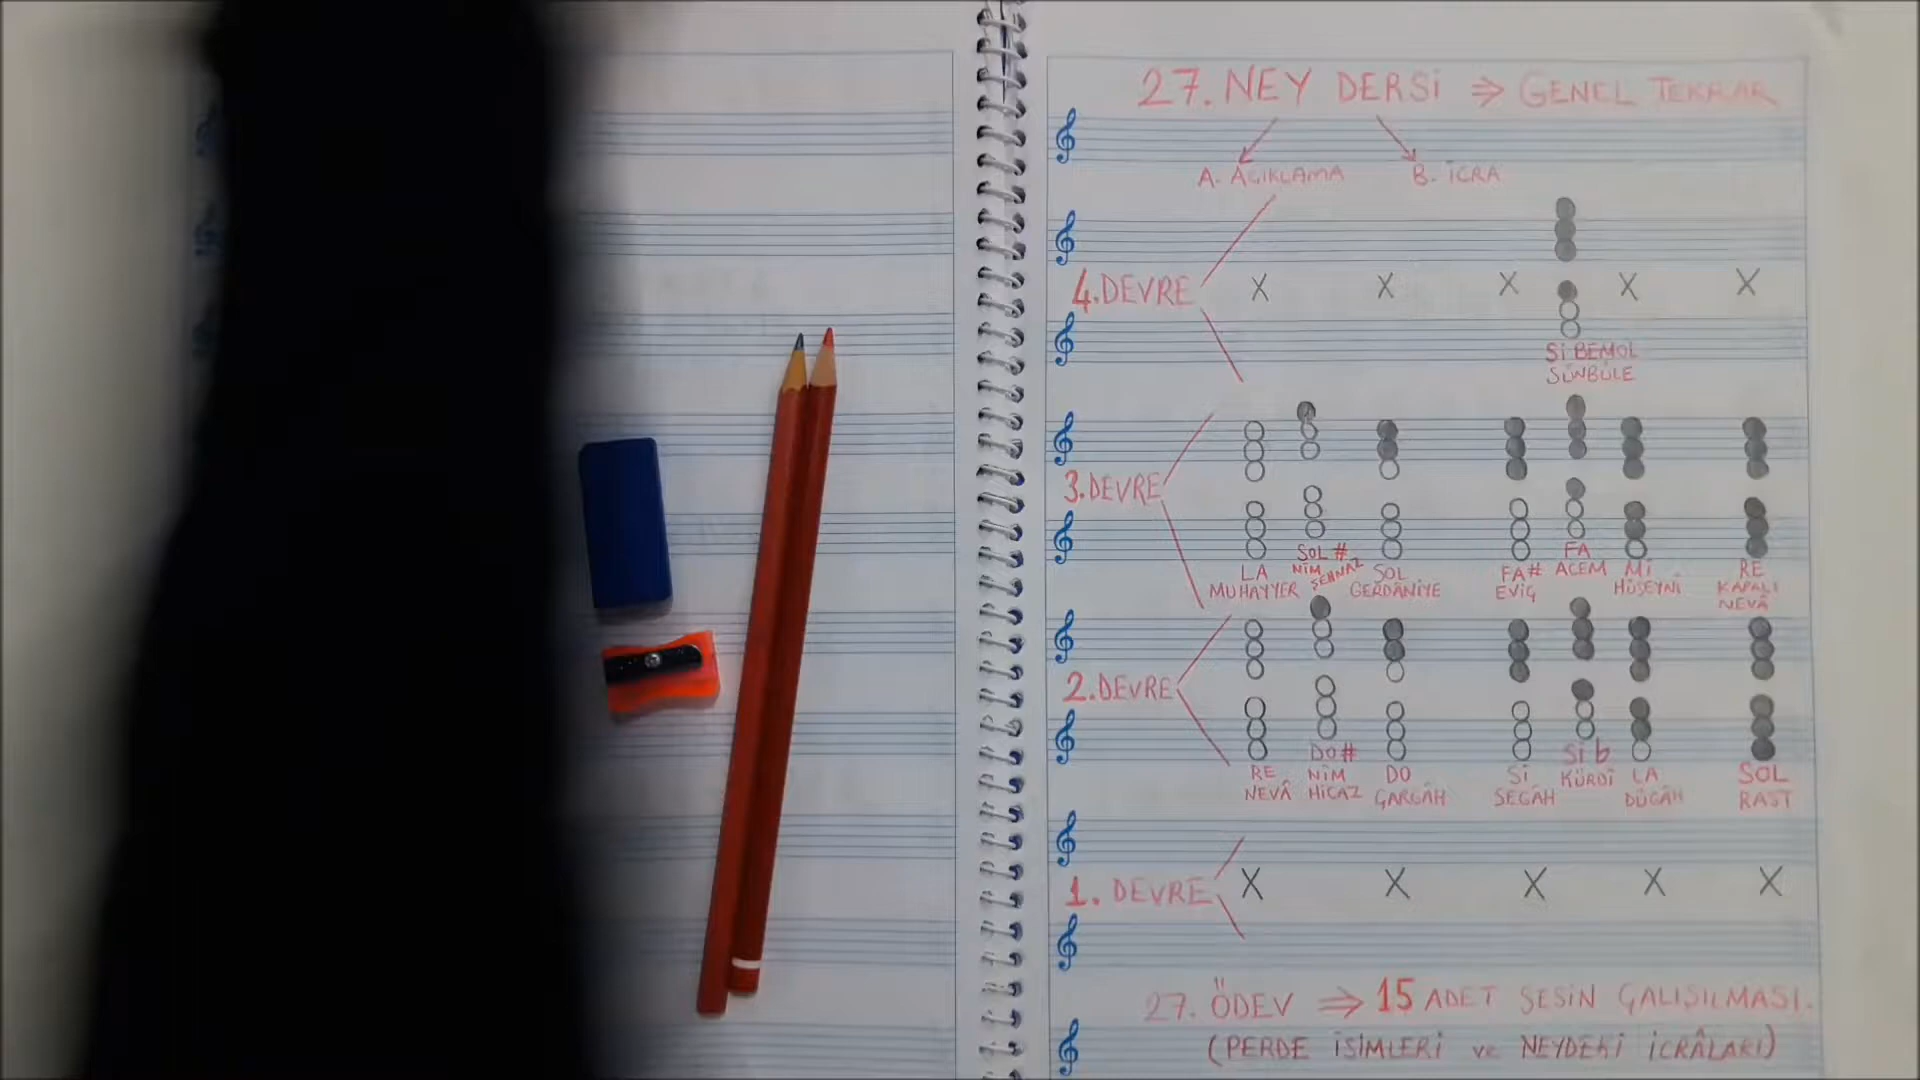 27. NEY DERSİ ⇒ GENEL TEKRAR
A. AÇIKLAMA B. İCRA
4.DEVRE X X X X X
Sİ BEMOL
SÜNBÜLE
3.DEVRE
LA MUHAYYER
SOL # NİM ŞEHNAZ
SOL GERDÂNİYE
FA# EVİÇ
FA ACEM
Mİ HÜSEYNİ
RE KAPALI NEVÂ
2.DEVRE
RE NEVÂ
DO# NİM HİCAZ
DO ÇARGÂH
Sİ SEGÂH
Sİ b KÜRDİ
LA DÜGÂH
SOL RAST
1. DEVRE X X X X X
27. ÖDEV ⇒ 15 ADET SESİN ÇALIŞILMASI.
(PERDE İSİMLERİ ve NEYDEKİ İCRÂLARI)